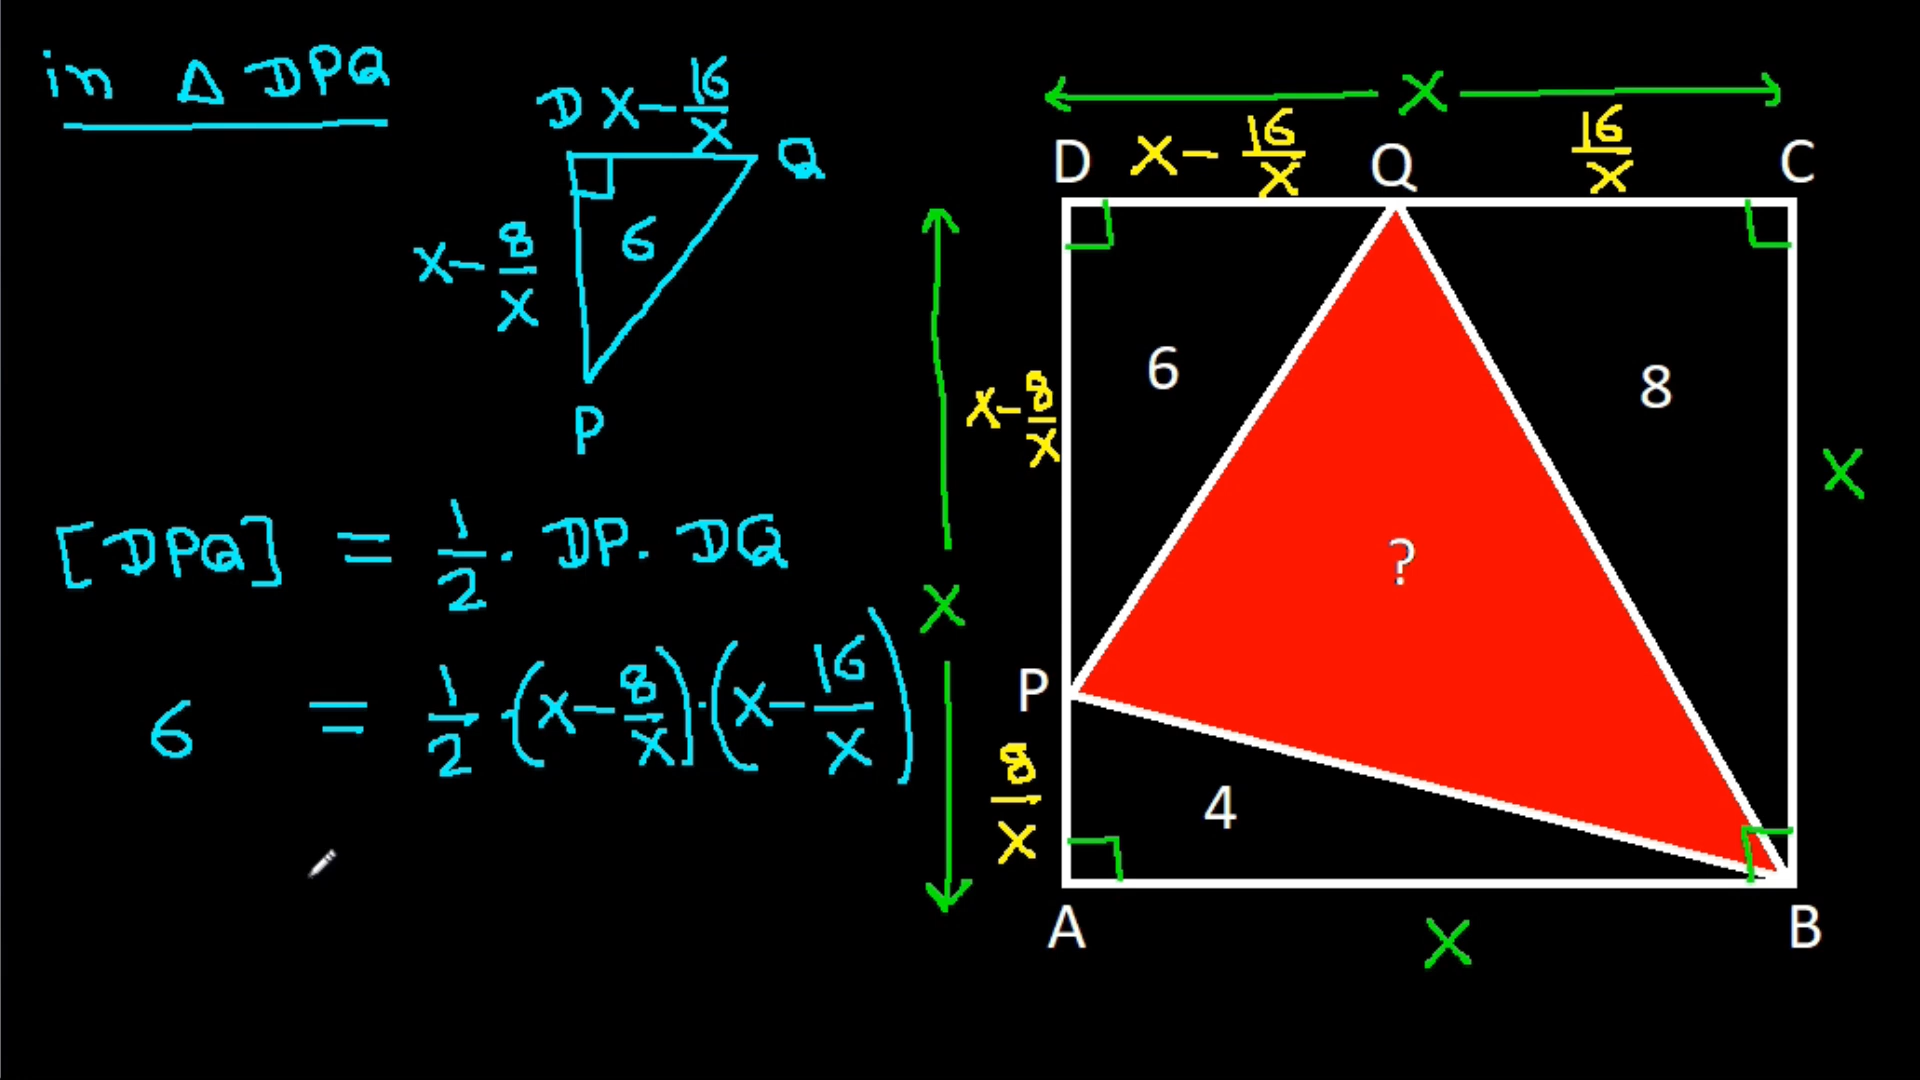 in Δ DPQ
D x - 16/x
Q
x - 8/x
6
P
[DPQ] = 1/2 . DP . DQ
6 = 1/2 . (x - 8/x) . (x - 16/x)
x
D x - 16/x Q 16/x C
6
8
x - 8/x
x
?
x
P
8/x
4
A
B
x